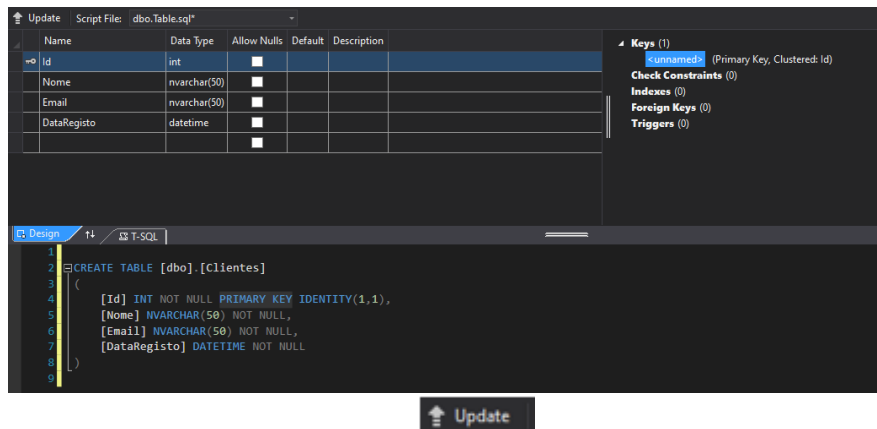 Update Script File: dbo.Table.sql*
Name Data Type Allow Nulls Default Description
Id int
Nome nvarchar(50)
Email nvarchar(50)
DataRegisto datetime
Keys (1)
<unnamed> (Primary Key, Clustered: Id)
Check Constraints (0)
Indexes (0)
Foreign Keys (0)
Triggers (0)
Design T-SQL
1
2 CREATE TABLE [dbo].[Clientes]
3 (
4 [Id] INT NOT NULL PRIMARY KEY IDENTITY(1,1),
5 [Nome] NVARCHAR(50) NOT NULL,
6 [Email] NVARCHAR(50) NOT NULL,
7 [DataRegisto] DATETIME NOT NULL
8 )
9
Update